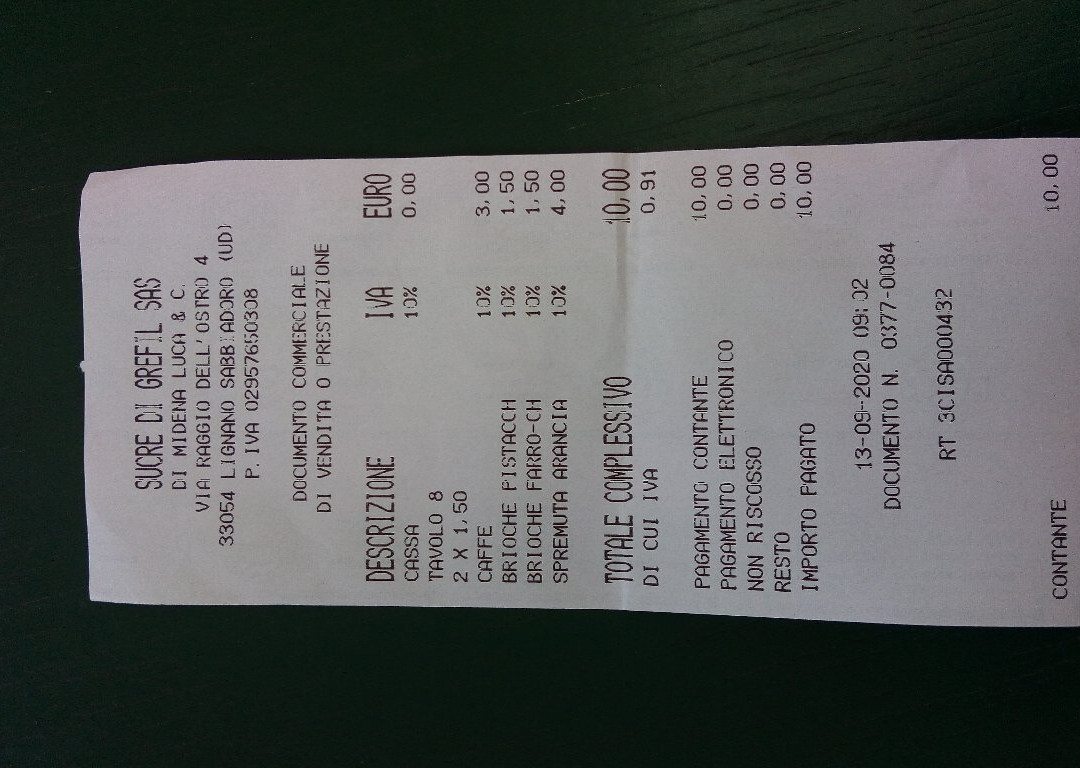 SUCRE DI GREFIL SAS
DI MIDENA LUCA & C.
VIA RAGGIO DELL'OSTRO 4
33054 LIGNANO SABBIADORO (UD)
P. IVA 02957650308
DOCUMENTO COMMERCIALE
DI VENDITA O PRESTAZIONE
DESCRIZIONE IVA EURO
CASSA 10% 0,00
TAVOLO 8
2 X 1,50
CAFFE 10% 3,00
BRIOCHE PISTACCH 10% 1,50
BRIOCHE FARRO-CH 10% 1,50
SPREMUTA ARANCIA 10% 4,00
TOTALE COMPLESSIVO 10,00
DI CUI IVA 0,91
PAGAMENTO CONTANTE 10,00
PAGAMENTO ELETTRONICO 0,00
NON RISCOSSO 0,00
RESTO 0,00
IMPORTO PAGATO 10,00
13-09-2020 09:02
DOCUMENTO N. 0377-0084
RT 3CISA000432
CONTANTE 10,00